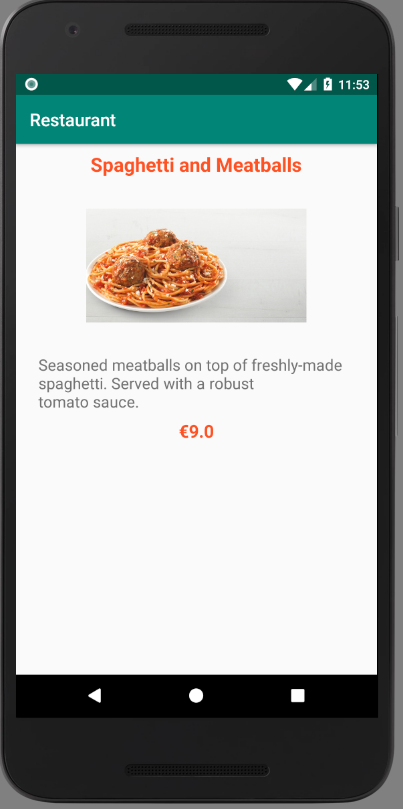 11:53
Restaurant
Spaghetti and Meatballs
Seasoned meatballs on top of freshly-made
spaghetti. Served with a robust
tomato sauce.
€9.0